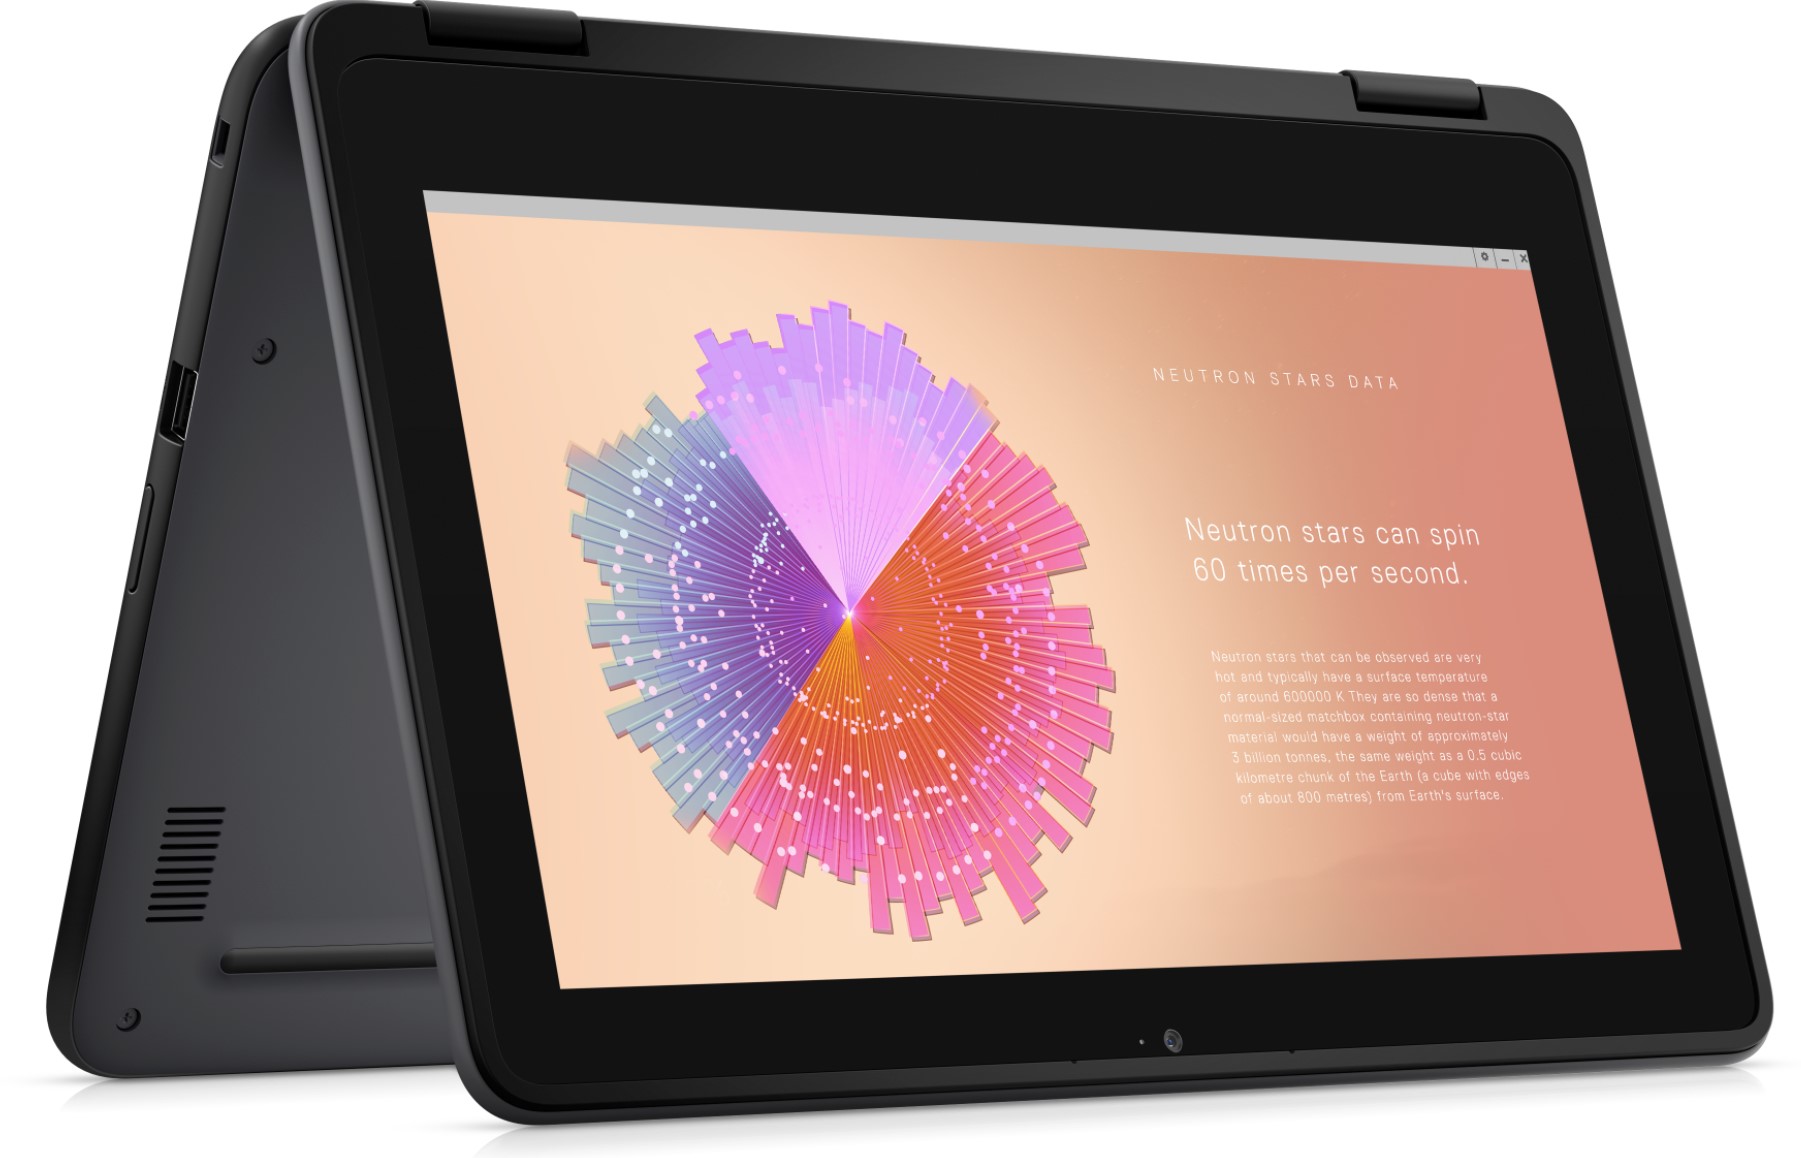 NEUTRON STARS DATA
Neutron stars can spin
60 times per second.
Neutron stars that can be observed are very
hot and typically have a surface temperature
of around 600000 K They are so dense that a
normal-sized matchbox containing neutron-star
material would have a weight of approximately
3 billion tonnes, the same weight as a 0.5 cubic
kilometre chunk of the Earth (a cube with edges
of about 800 metres) from Earth's surface.